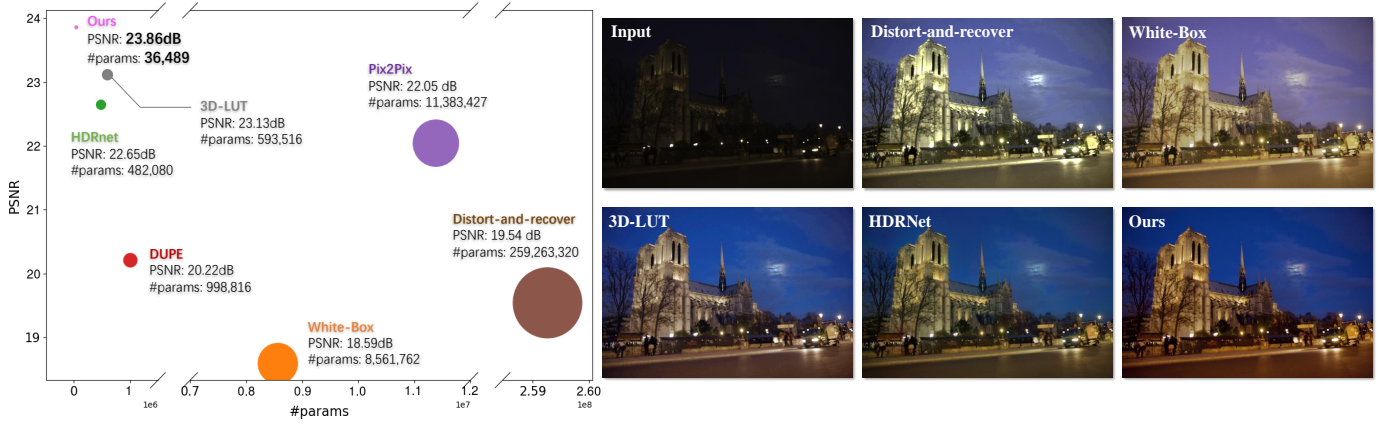 24
Ours
PSNR: 23.86dB
#params: 36,489
23
3D-LUT
PSNR: 23.13dB
#params: 593,516
Pix2Pix
PSNR: 22.05 dB
#params: 11,383,427
HDRnet
PSNR: 22.65dB
#params: 482,080
22
PSNR
21
Distort-and-recover
PSNR: 19.54 dB
#params: 259,263,320
DUPE
PSNR: 20.22dB
#params: 998,816
20
White-Box
PSNR: 18.59dB
#params: 8,561,762
19
0 1 0.7 0.8 0.9 1.0 1.1 1.2 2.59 2.60
1e6 1e7 1e8
#params
Input
Distort-and-recover
White-Box
3D-LUT
HDRNet
Ours